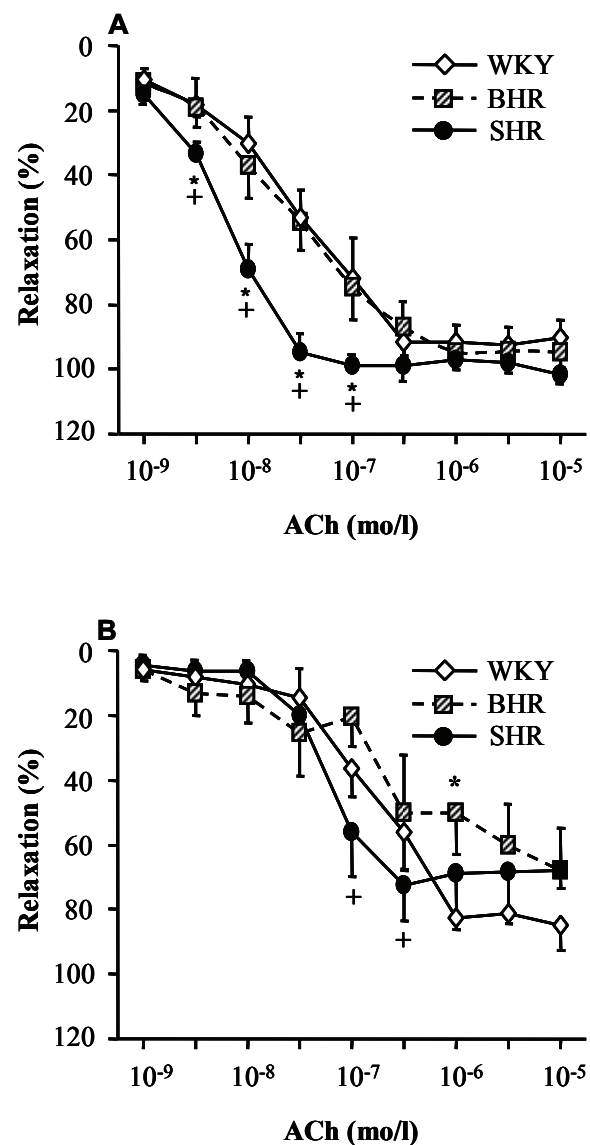 A
0
20
40
60
80
100
120
Relaxation (%)
WKY
BHR
SHR
*
+
*
+
*
+
*
+
10-9 10-8 10-7 10-6 10-5
ACh (mo/l)
B
0
20
40
60
80
100
120
Relaxation (%)
WKY
BHR
SHR
*
+
+
10-9 10-8 10-7 10-6 10-5
ACh (mo/l)